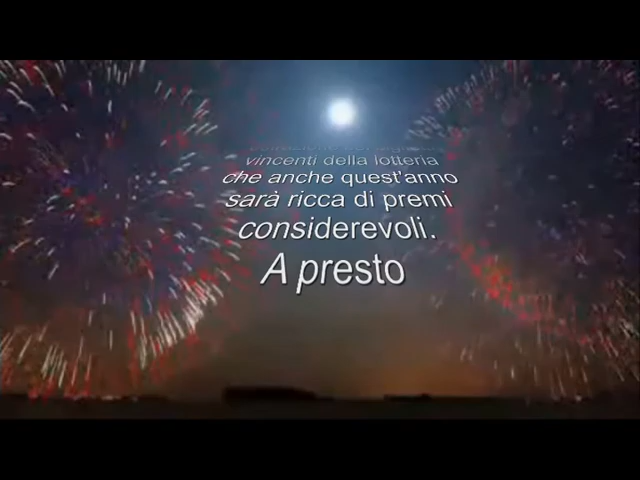 vincenti della lotteria
che anche quest'anno
sarà ricca di premi
considerevoli.
A presto